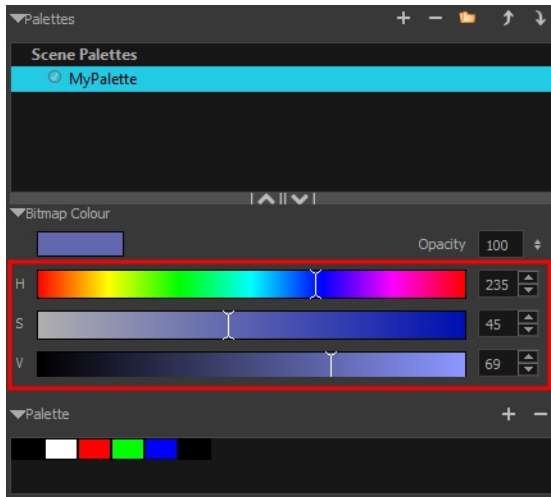 Palettes
Scene Palettes
MyPalette
Bitmap Colour
Opacity 100
H 235
S 45
V 69
Palette